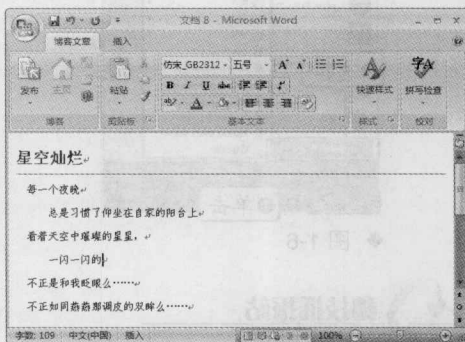 文档 8 - Microsoft Word
博客文章 插入
仿宋_GB2312 五号
B I U abc
发布 主页 粘贴 快速样式 拼写检查
博客 剪贴板 基本文本 样式 校对
星空灿烂
每一个夜晚
总是习惯了仰坐在自家的阳台上
看着天空中璀璨的星星，
一闪一闪的
不正是和我眨眼么……
不正如同燕燕那调皮的双眸么……
字数: 109 中文(中国) 插入 100%